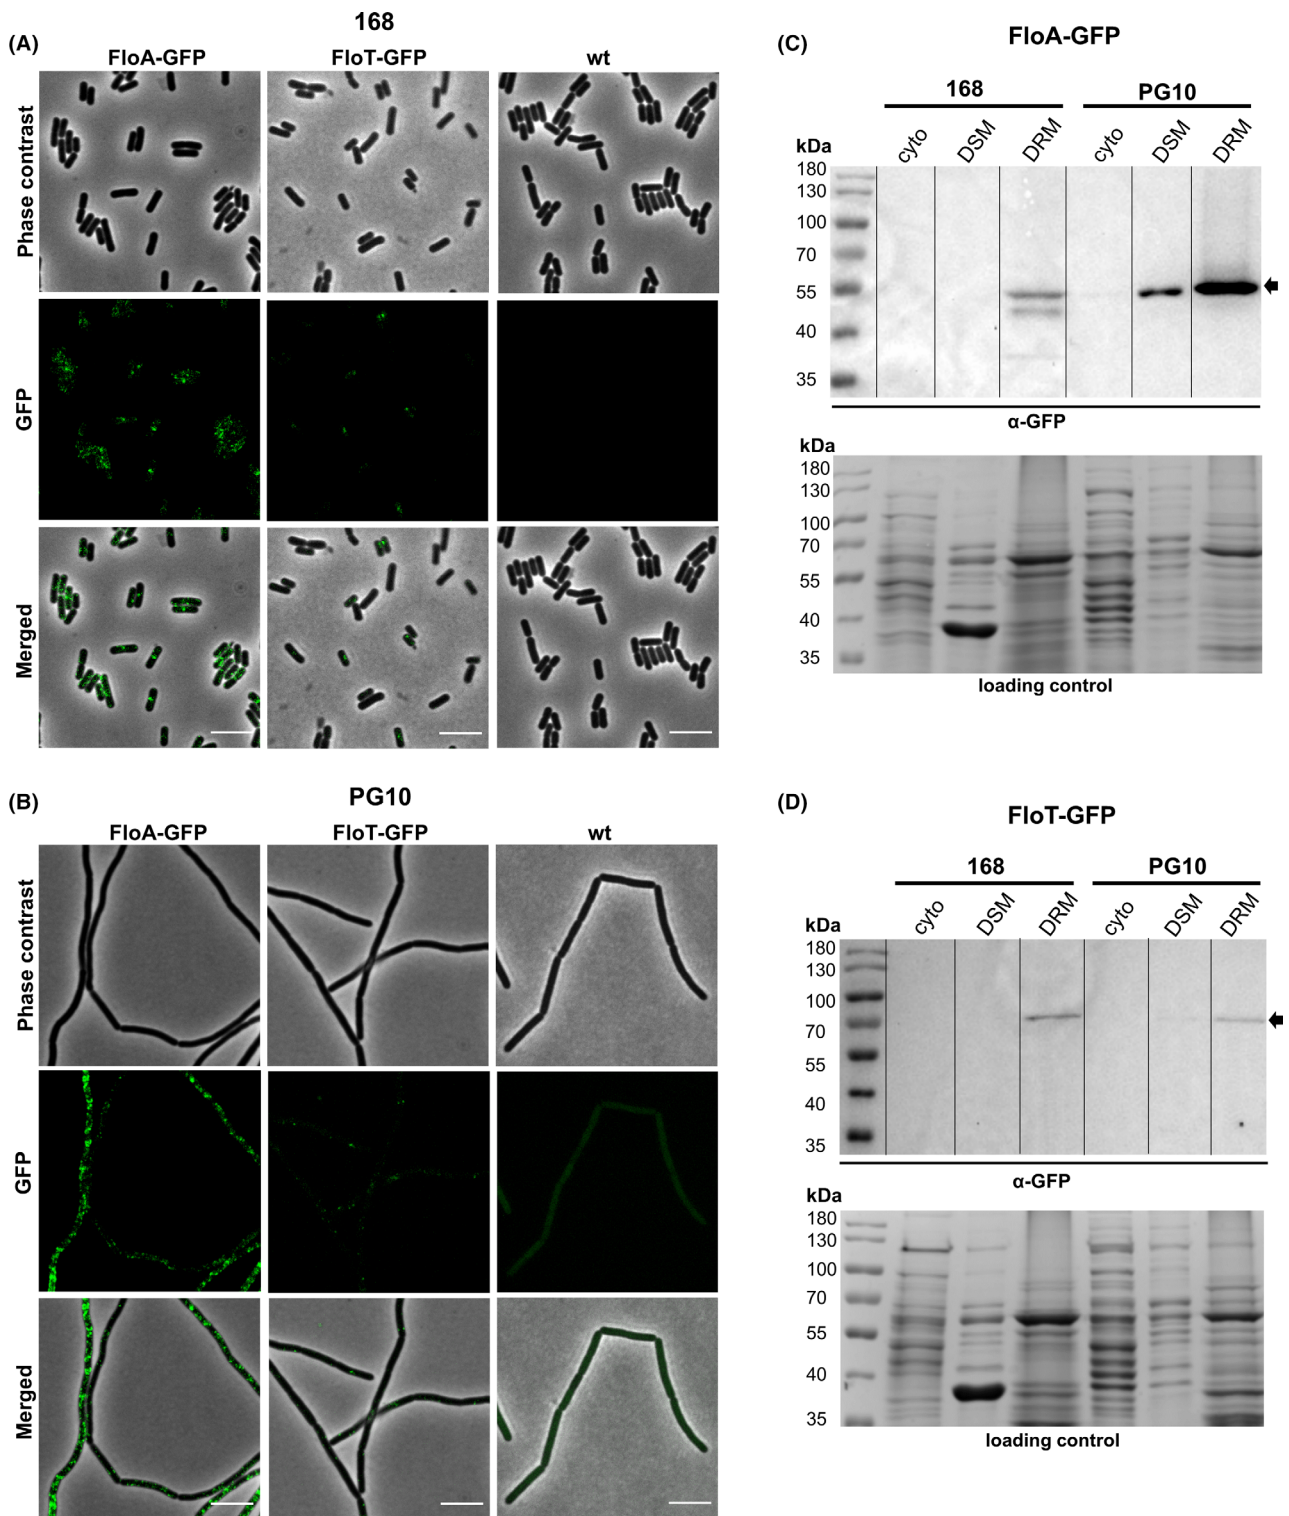 (A)
168
FloA-GFP FloT-GFP wt
Phase contrast
GFP
Merged
(B)
PG10
FloA-GFP FloT-GFP wt
Phase contrast
GFP
Merged
(C)
FloA-GFP
168 PG10
kDa cyto DSM DRM cyto DSM DRM
180
130
100
70
55
40
35
α-GFP
kDa
180
130
100
70
55
40
35
loading control
(D)
FloT-GFP
168 PG10
kDa cyto DSM DRM cyto DSM DRM
180
130
100
70
55
40
35
α-GFP
kDa
180
130
100
70
55
40
35
loading control